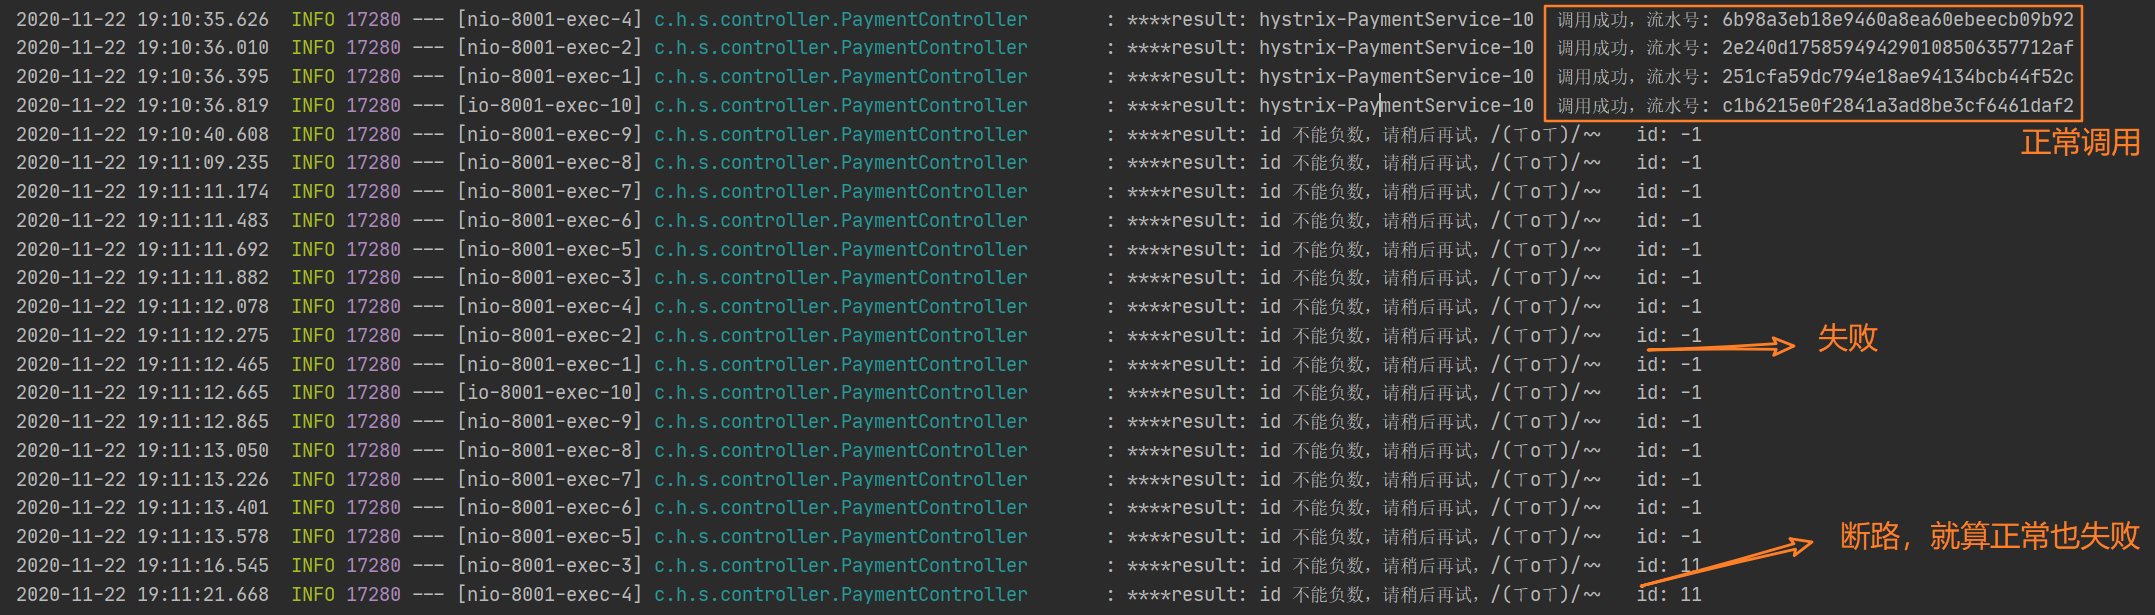 2020-11-22 19:10:35.626  INFO 17280 --- [nio-8001-exec-4] c.h.s.controller.PaymentController       : ****result: hystrix-PaymentService-10  调用成功，流水号: 6b98a3eb18e9460a8ea60ebeecb09b92
2020-11-22 19:10:36.010  INFO 17280 --- [nio-8001-exec-2] c.h.s.controller.PaymentController       : ****result: hystrix-PaymentService-10  调用成功，流水号: 2e240d175859494290108506357712af
2020-11-22 19:10:36.395  INFO 17280 --- [nio-8001-exec-1] c.h.s.controller.PaymentController       : ****result: hystrix-PaymentService-10  调用成功，流水号: 251cfa59dc794e18ae94134bcb44f52c
2020-11-22 19:10:36.819  INFO 17280 --- [io-8001-exec-10] c.h.s.controller.PaymentController       : ****result: hystrix-PaymentService-10  调用成功，流水号: c1b6215e0f2841a3ad8be3cf6461daf2
正常调用
2020-11-22 19:10:40.608  INFO 17280 --- [nio-8001-exec-9] c.h.s.controller.PaymentController       : ****result: id 不能负数，请稍后再试，/(ㄒoㄒ)/~~   id: -1
2020-11-22 19:11:09.235  INFO 17280 --- [nio-8001-exec-8] c.h.s.controller.PaymentController       : ****result: id 不能负数，请稍后再试，/(ㄒoㄒ)/~~   id: -1
2020-11-22 19:11:11.174  INFO 17280 --- [nio-8001-exec-7] c.h.s.controller.PaymentController       : ****result: id 不能负数，请稍后再试，/(ㄒoㄒ)/~~   id: -1
2020-11-22 19:11:11.483  INFO 17280 --- [nio-8001-exec-6] c.h.s.controller.PaymentController       : ****result: id 不能负数，请稍后再试，/(ㄒoㄒ)/~~   id: -1
2020-11-22 19:11:11.692  INFO 17280 --- [nio-8001-exec-5] c.h.s.controller.PaymentController       : ****result: id 不能负数，请稍后再试，/(ㄒoㄒ)/~~   id: -1
2020-11-22 19:11:11.882  INFO 17280 --- [nio-8001-exec-3] c.h.s.controller.PaymentController       : ****result: id 不能负数，请稍后再试，/(ㄒoㄒ)/~~   id: -1
2020-11-22 19:11:12.078  INFO 17280 --- [nio-8001-exec-4] c.h.s.controller.PaymentController       : ****result: id 不能负数，请稍后再试，/(ㄒoㄒ)/~~   id: -1
2020-11-22 19:11:12.275  INFO 17280 --- [nio-8001-exec-2] c.h.s.controller.PaymentController       : ****result: id 不能负数，请稍后再试，/(ㄒoㄒ)/~~   id: -1
失败
2020-11-22 19:11:12.465  INFO 17280 --- [nio-8001-exec-1] c.h.s.controller.PaymentController       : ****result: id 不能负数，请稍后再试，/(ㄒoㄒ)/~~   id: -1
2020-11-22 19:11:12.665  INFO 17280 --- [io-8001-exec-10] c.h.s.controller.PaymentController       : ****result: id 不能负数，请稍后再试，/(ㄒoㄒ)/~~   id: -1
2020-11-22 19:11:12.865  INFO 17280 --- [nio-8001-exec-9] c.h.s.controller.PaymentController       : ****result: id 不能负数，请稍后再试，/(ㄒoㄒ)/~~   id: -1
2020-11-22 19:11:13.050  INFO 17280 --- [nio-8001-exec-8] c.h.s.controller.PaymentController       : ****result: id 不能负数，请稍后再试，/(ㄒoㄒ)/~~   id: -1
2020-11-22 19:11:13.226  INFO 17280 --- [nio-8001-exec-7] c.h.s.controller.PaymentController       : ****result: id 不能负数，请稍后再试，/(ㄒoㄒ)/~~   id: -1
2020-11-22 19:11:13.401  INFO 17280 --- [nio-8001-exec-6] c.h.s.controller.PaymentController       : ****result: id 不能负数，请稍后再试，/(ㄒoㄒ)/~~   id: -1
2020-11-22 19:11:13.578  INFO 17280 --- [nio-8001-exec-5] c.h.s.controller.PaymentController       : ****result: id 不能负数，请稍后再试，/(ㄒoㄒ)/~~   id: -1
断路，就算正常也失败
2020-11-22 19:11:16.545  INFO 17280 --- [nio-8001-exec-3] c.h.s.controller.PaymentController       : ****result: id 不能负数，请稍后再试，/(ㄒoㄒ)/~~   id: 11
2020-11-22 19:11:21.668  INFO 17280 --- [nio-8001-exec-4] c.h.s.controller.PaymentController       : ****result: id 不能负数，请稍后再试，/(ㄒoㄒ)/~~   id: 11